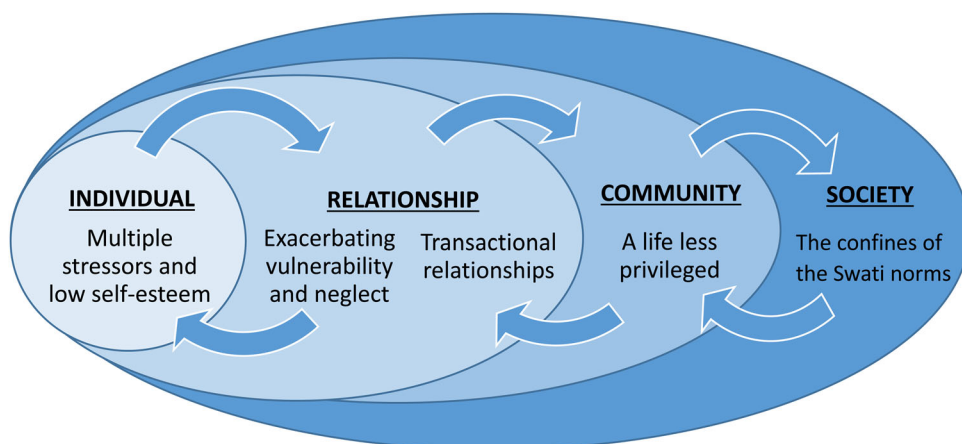 INDIVIDUAL
Multiple
stressors and
low self-esteem
RELATIONSHIP
Exacerbating
vulnerability
and neglect
Transactional
relationships
COMMUNITY
A life less
privileged
SOCIETY
The confines of
the Swati norms